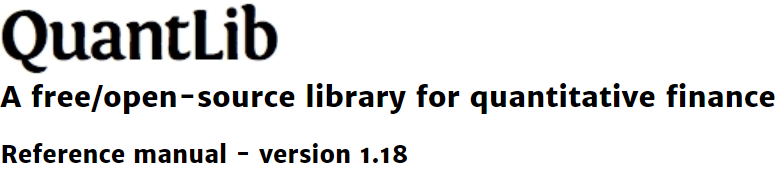 QuantLib
A free/open-source library for quantitative finance
Reference manual - version 1.18